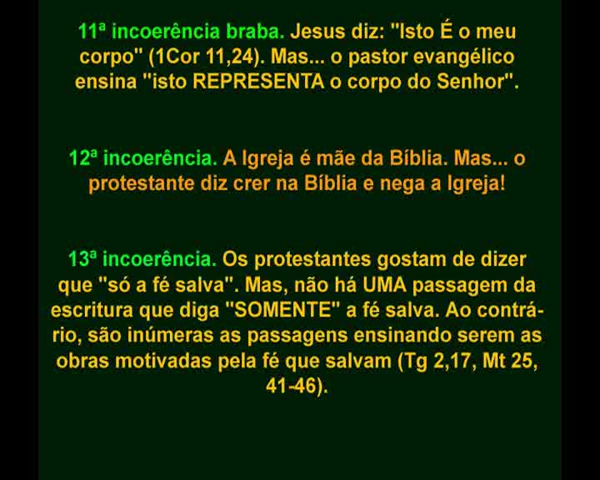 11ª incoerência braba. Jesus diz: "Isto É o meu
corpo" (1Cor 11,24). Mas... o pastor evangélico
ensina "isto REPRESENTA o corpo do Senhor".
12ª incoerência. A Igreja é mãe da Bíblia. Mas... o
protestante diz crer na Bíblia e nega a Igreja!
13ª incoerência. Os protestantes gostam de dizer
que "só a fé salva". Mas, não há UMA passagem da
escritura que diga "SOMENTE" a fé salva. Ao contrá-
rio, são inúmeras as passagens ensinando serem as
obras motivadas pela fé que salvam (Tg 2,17, Mt 25,
41-46).